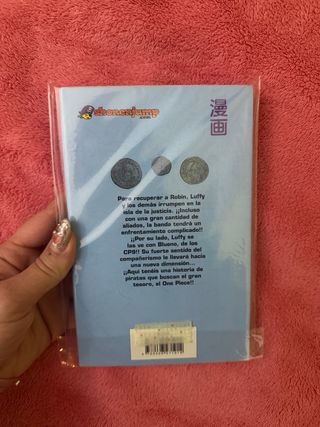 shonenjump
.com
漫画
Para recuperar a Robin, Luffy
y los demás irrumpen en la
isla de la justicia. ¡¡Incluso
con una gran cantidad de
aliados, la banda tendrá un
enfrentamiento complicado!!
¡¡Por su lado, Luffy se
las ve con Blueno, de los
CP9!! Su fuerte sentido del
compañerismo le llevará hacia
una nueva dimensión...
¡¡Aquí tenéis una historia de
piratas que buscan el gran
tesoro, el One Piece!!